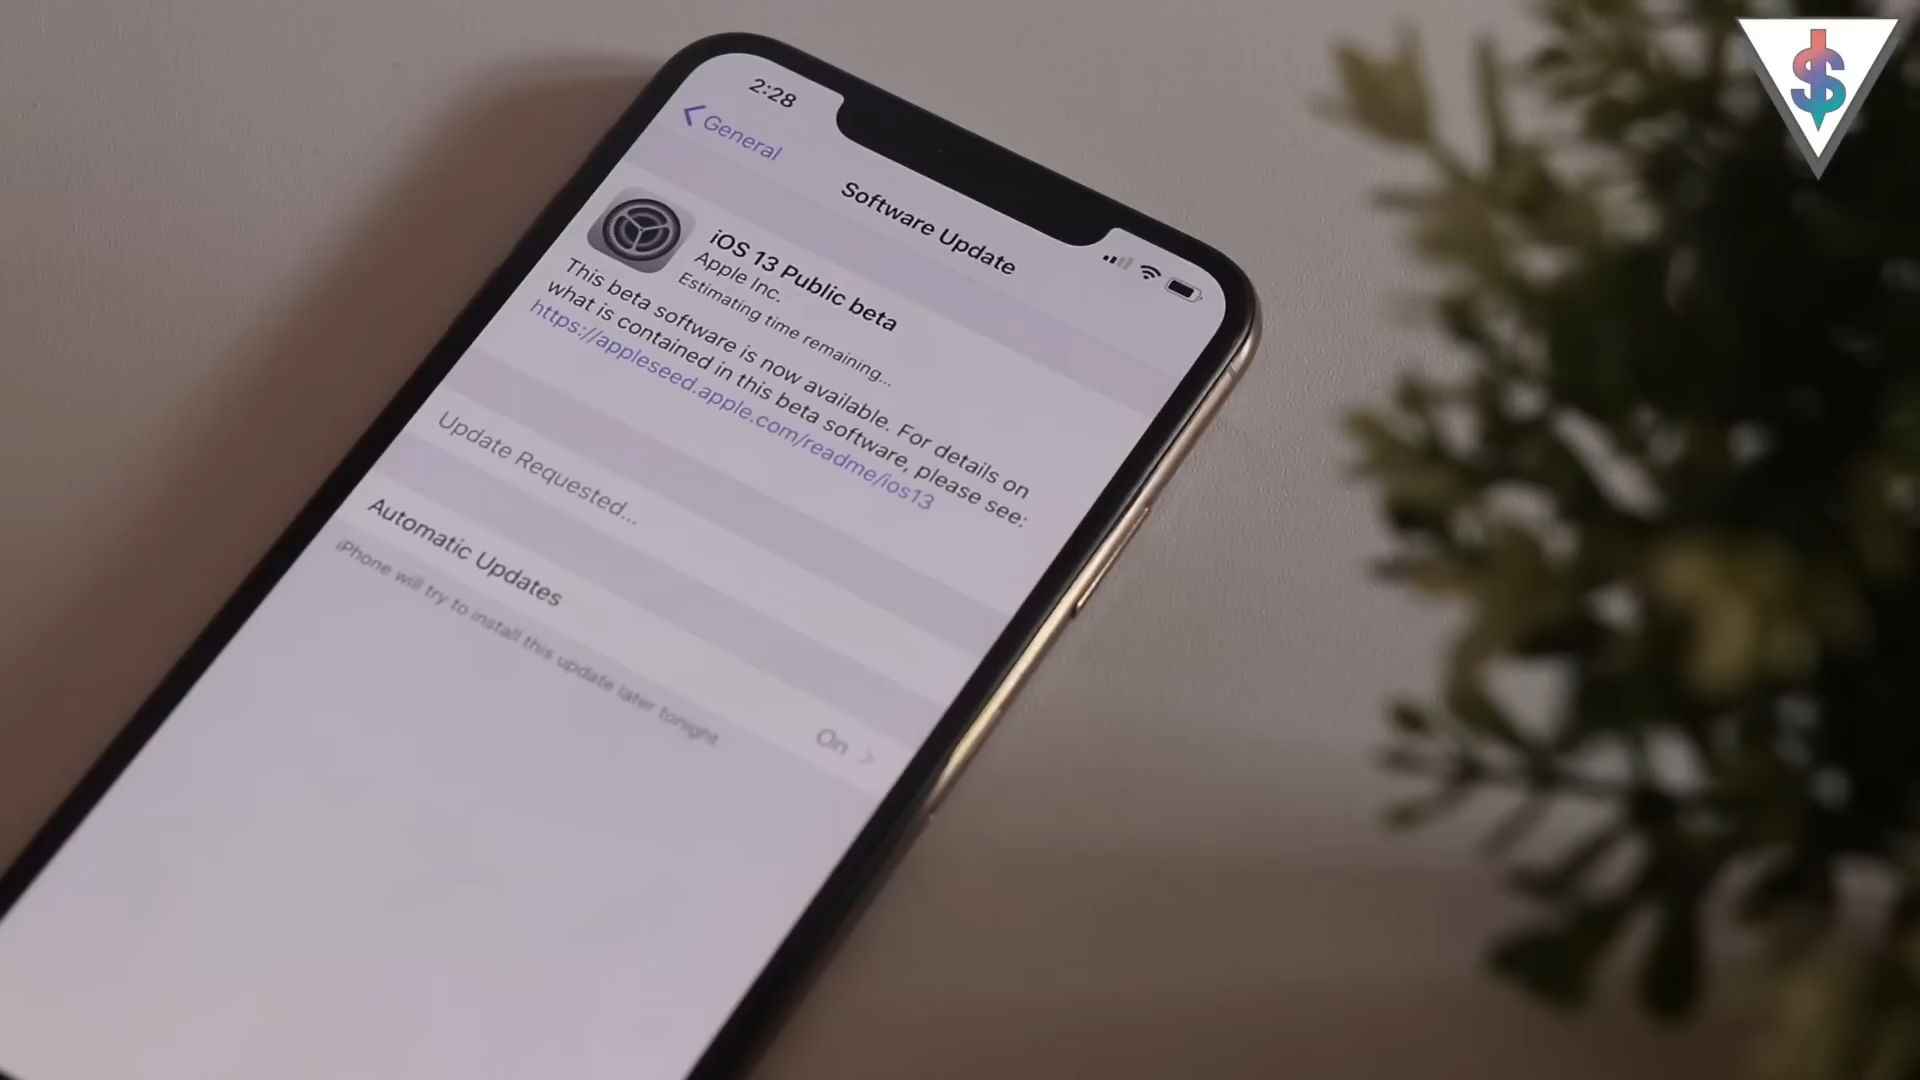 2:28
General
Software Update
iOS 13 Public beta
Apple Inc.
Estimating time remaining...
This beta software is now available. For details on
what is contained in this beta software, please see:
https://appleseed.apple.com/readme/ios13
Update Requested...
Automatic Updates
On
iPhone will try to install this update later tonight.
$